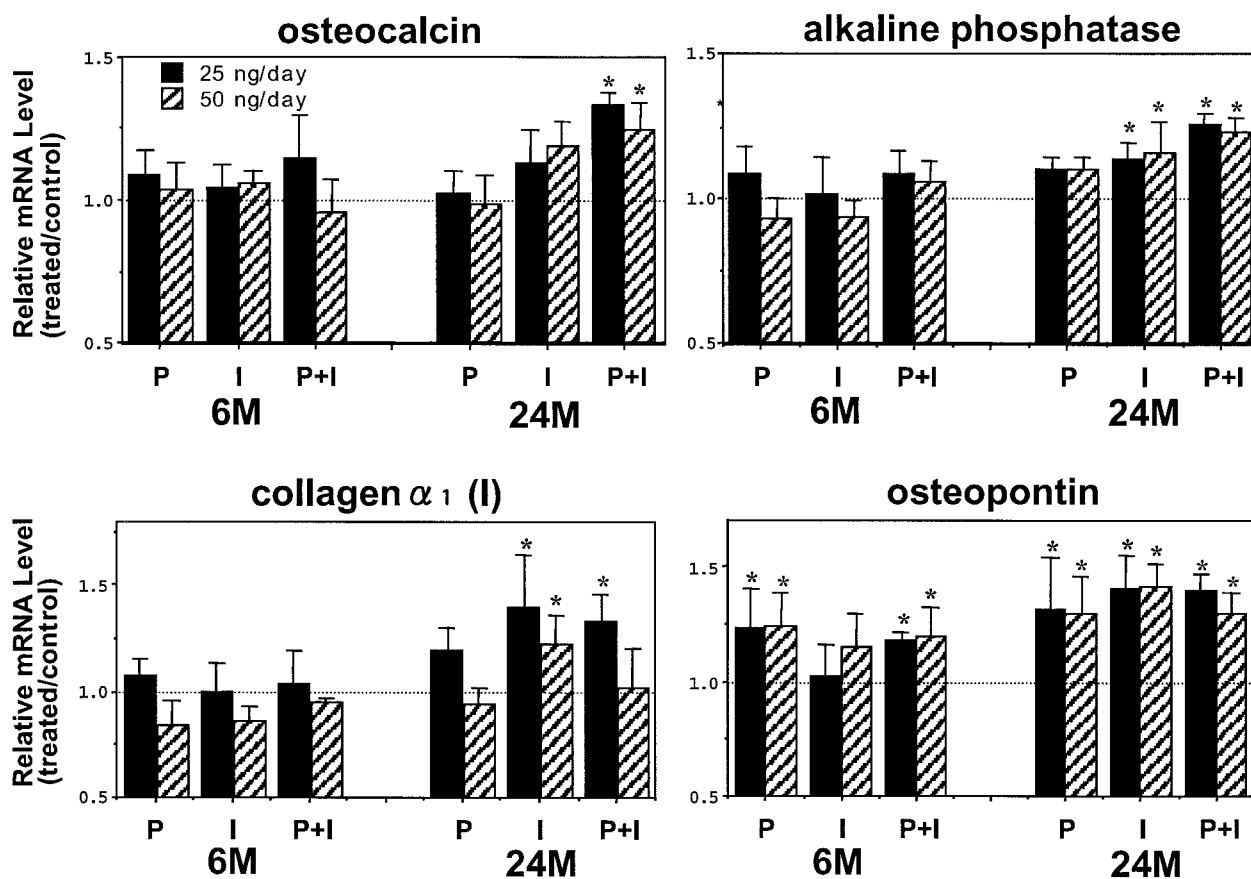 osteocalcin
Relative mRNA Level
(treated/control)
1.5
1.0
0.5
25 ng/day
50 ng/day
* *
P I P+I P I P+I
6M 24M
alkaline phosphatase
1.5
1.0
0.5
*
* * * *
P I P+I P I P+I
6M 24M
collagen α1 (I)
Relative mRNA Level
(treated/control)
1.5
1.0
0.5
* * *
P I P+I P I P+I
6M 24M
osteopontin
1.5
1.0
0.5
* * * * * * * * * *
P I P+I P I P+I
6M 24M